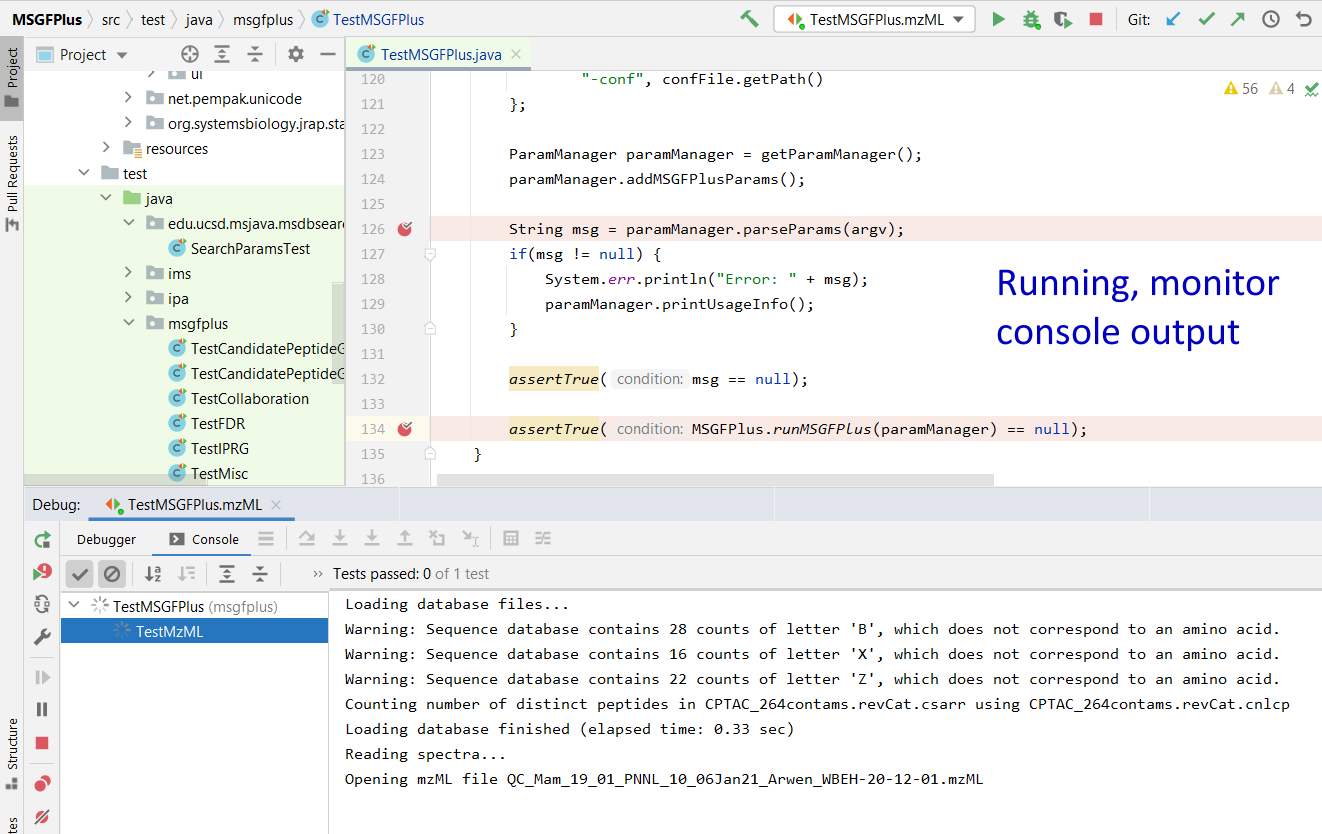 MSGFPlus src test java msgfplus TestMSGFPlus TestMSGFPlus.mzML Git:
Project TestMSGFPlus.java
Project
Pull Requests
Structure
ui
net.pempak.unicode
org.systemsbiology.jrap.sta
resources
test
java
edu.ucsd.msjava.msdbsear
SearchParamsTest
ims
ipa
msgfplus
TestCandidatePeptideG
TestCandidatePeptideG
TestCollaboration
TestFDR
TestIPRG
TestMisc
56 4
120 "-conf", confFile.getPath()
121 };
122
123 ParamManager paramManager = getParamManager();
124 paramManager.addMSGFPlusParams();
125
126 String msg = paramManager.parseParams(argv);
127 if(msg != null) {
128 System.err.println("Error: " + msg);
129 paramManager.printUsageInfo();
130 }
131
132 assertTrue( condition: msg == null);
133
134 assertTrue( condition: MSGFPlus.runMSGFPlus(paramManager) == null);
135 }
136
Running, monitor
console output
Debug: TestMSGFPlus.mzML
Debugger Console
Tests passed: 0 of 1 test
TestMSGFPlus (msgfplus)
TestMzML
Loading database files...
Warning: Sequence database contains 28 counts of letter 'B', which does not correspond to an amino acid.
Warning: Sequence database contains 16 counts of letter 'X', which does not correspond to an amino acid.
Warning: Sequence database contains 22 counts of letter 'Z', which does not correspond to an amino acid.
Counting number of distinct peptides in CPTAC_264contams.revCat.csarr using CPTAC_264contams.revCat.cnlcp
Loading database finished (elapsed time: 0.33 sec)
Reading spectra...
Opening mzML file QC_Mam_19_01_PNNL_10_06Jan21_Arwen_WBEH-20-12-01.mzML